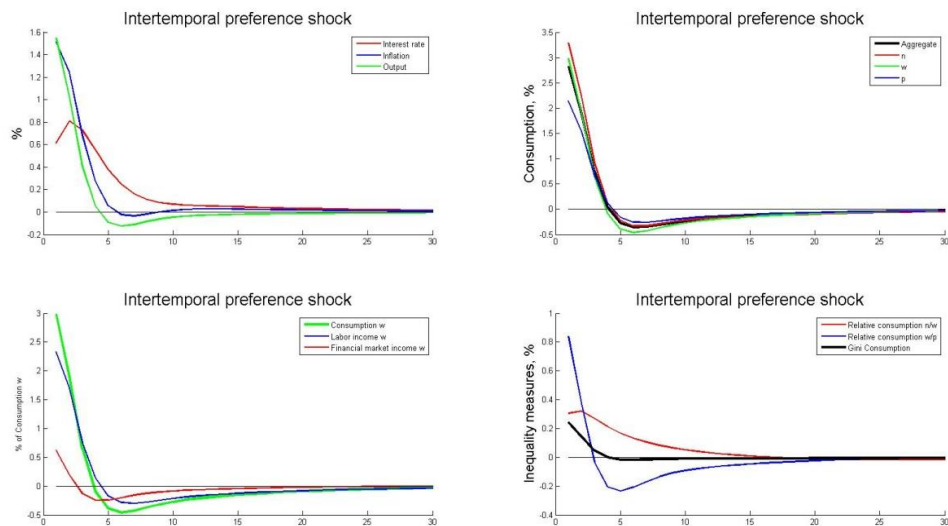 Intertemporal preference shock
%
1.6
1.4
1.2
1
0.8
0.6
0.4
0.2
0
-0.2
0 5 10 15 20 25 30
Interest rate
Inflation
Output
Intertemporal preference shock
Consumption, %
3.5
3
2.5
2
1.5
1
0.5
0
-0.5
0 5 10 15 20 25 30
Aggregate
n
w
p
Intertemporal preference shock
% of Consumption w
3
2.5
2
1.5
1
0.5
0
-0.5
0 5 10 15 20 25 30
Consumption w
Labor income w
Financial market income w
Intertemporal preference shock
Inequality measures, %
1
0.8
0.6
0.4
0.2
0
-0.2
-0.4
0 5 10 15 20 25 30
Relative consumption n/w
Relative consumption w/p
Gini Consumption